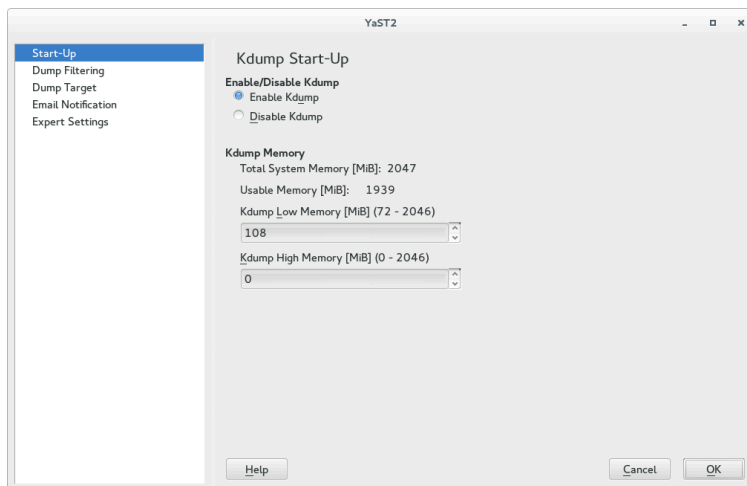 YaST2
Start-Up
Dump Filtering
Dump Target
Email Notification
Expert Settings
Kdump Start-Up
Enable/Disable Kdump
Enable Kdump
Disable Kdump
Kdump Memory
Total System Memory [MiB]: 2047
Usable Memory [MiB]: 1939
Kdump Low Memory [MiB] (72 - 2046)
108
Kdump High Memory [MiB] (0 - 2046)
0
Help
Cancel
OK